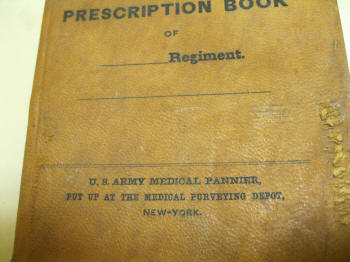 PRESCRIPTION BOOK
OF
Regiment.
U. S. ARMY MEDICAL PANNIER,
PUT UP AT THE MEDICAL PURVEYING DEPOT,
NEW-YORK.